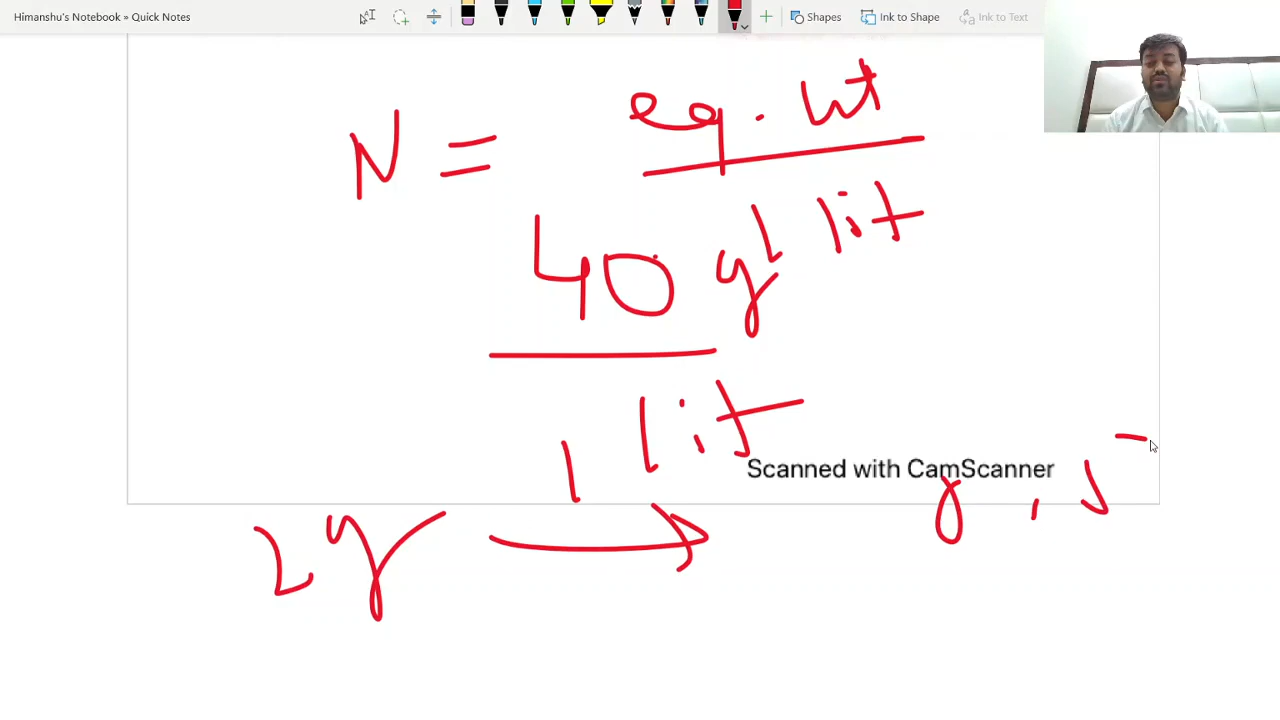 Himanshu's Notebook » Quick Notes
Shapes
Ink to Shape
Ink to Text
N = eq. wt
1 lit
40 g
1 lit
Scanned with CamScanner
2g →